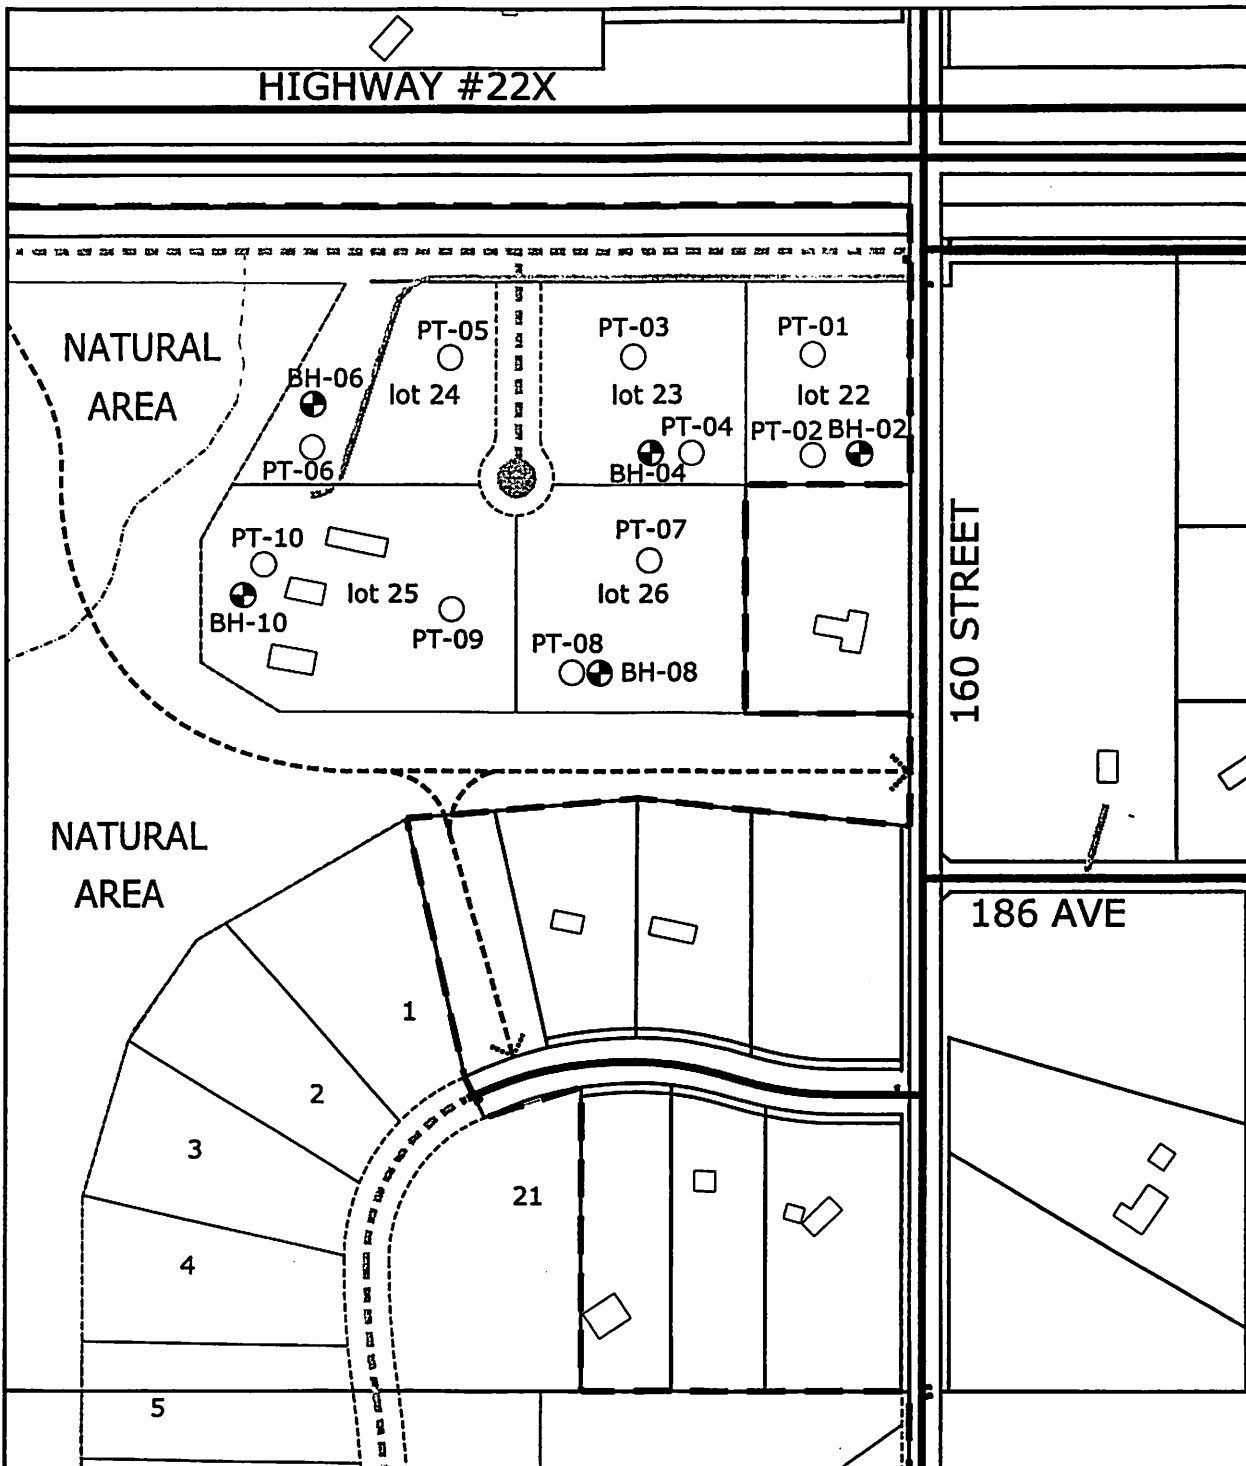 HIGHWAY #22X
NATURAL
AREA
PT-05
PT-03
PT-01
BH-06
lot 24
lot 23
lot 22
PT-04
PT-02
BH-02
PT-06
BH-04
PT-10
PT-07
lot 25
lot 26
BH-10
PT-09
PT-08
BH-08
160 STREET
NATURAL
AREA
186 AVE
1
2
3
21
4
5